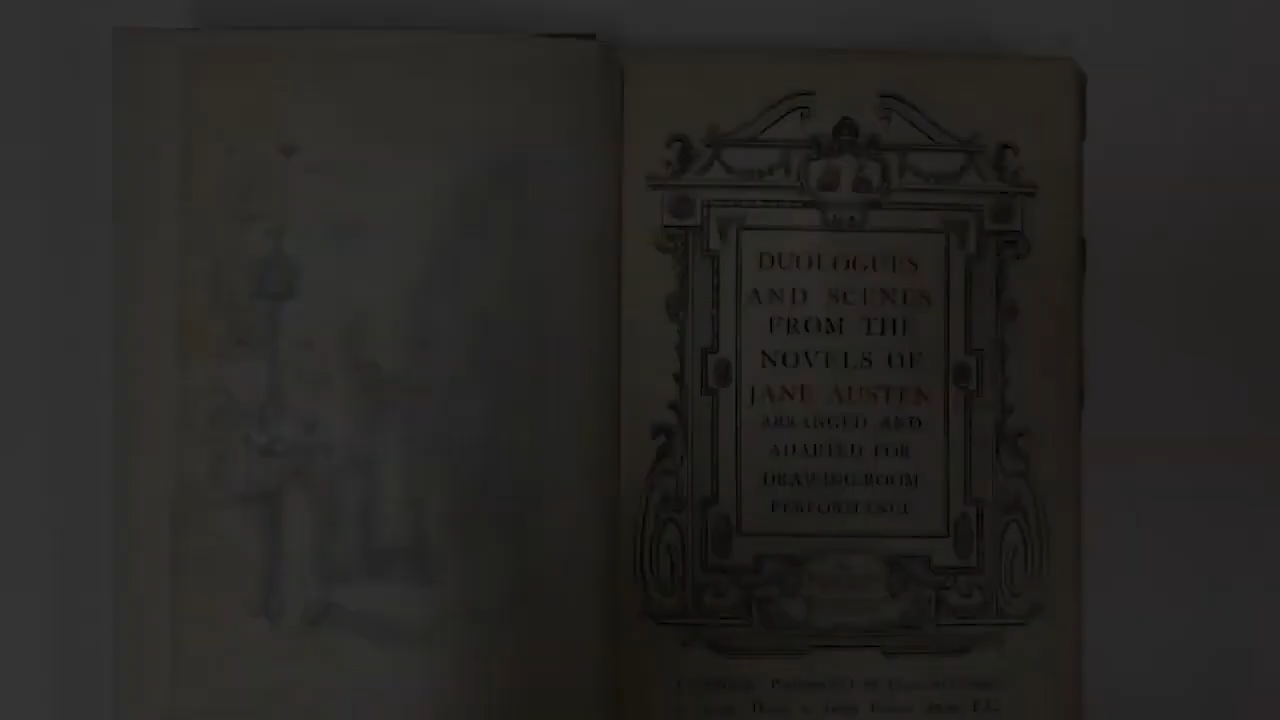 DUOLOGUES
AND SCENES
FROM THE
NOVELS OF
JANE AUSTEN
ARRANGED AND
ADAPTED FOR
DRAWING-ROOM
PERFORMANCE